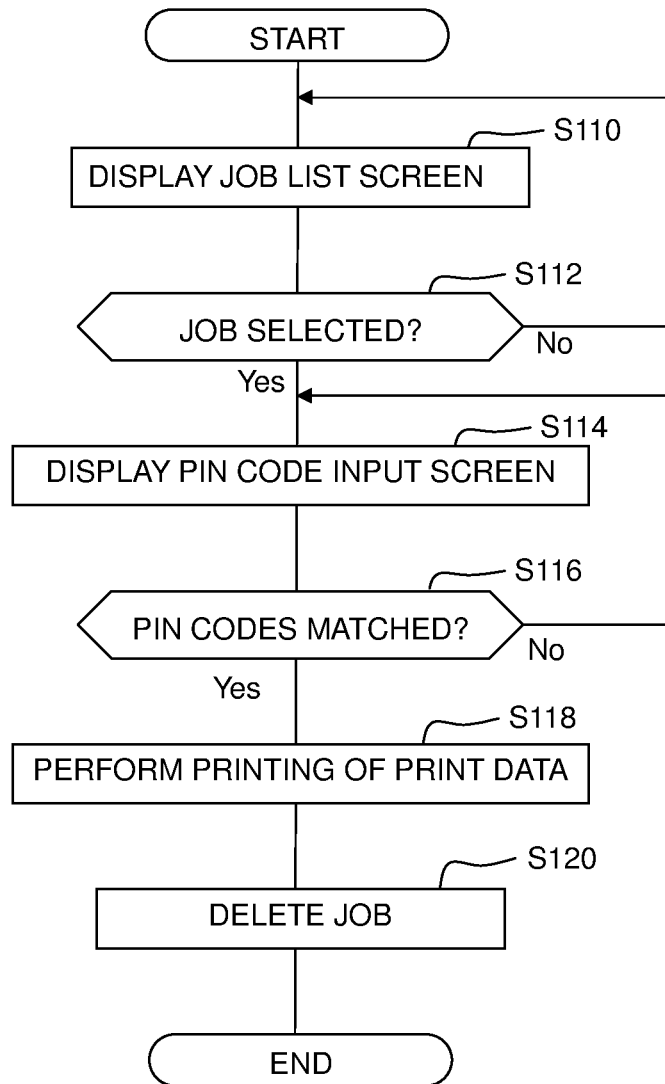 START
S110
DISPLAY JOB LIST SCREEN
S112
JOB SELECTED?
No
Yes
S114
DISPLAY PIN CODE INPUT SCREEN
S116
PIN CODES MATCHED?
No
Yes
S118
PERFORM PRINTING OF PRINT DATA
S120
DELETE JOB
END